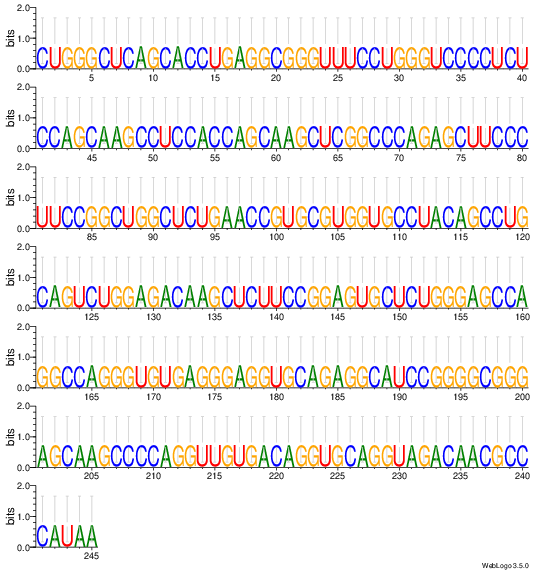 2.0
bits
1.0
0.0
CUGGGCUCAGCACCUGAGGCGGGUUUCCUGGGUCCCCUCU
5 10 15 20 25 30 35 40
2.0
bits
1.0
0.0
CCAGCAAGCCUCCACCAGCAAGCUCGGCCCAGAGCUUCCC
45 50 55 60 65 70 75 80
2.0
bits
1.0
0.0
UUCCGGCUGGCUCUGAACCGUGCGUGGUGCCUACAGCCUG
85 90 95 100 105 110 115 120
2.0
bits
1.0
0.0
CAGUCUGGAGACAAGCUCUUCCGGAGUGCUCUGGGAGCCA
125 130 135 140 145 150 155 160
2.0
bits
1.0
0.0
GGCCAGGGUGUGAGGGAGGUGCAGAGGCAUCCGGGGCGGG
165 170 175 180 185 190 195 200
2.0
bits
1.0
0.0
AGCAAGCCCCAGGUUGUGACAGGUGCAGGUAGACAACGCC
205 210 215 220 225 230 235 240
2.0
bits
1.0
0.0
CAUAA
245
WebLogo 3.5.0